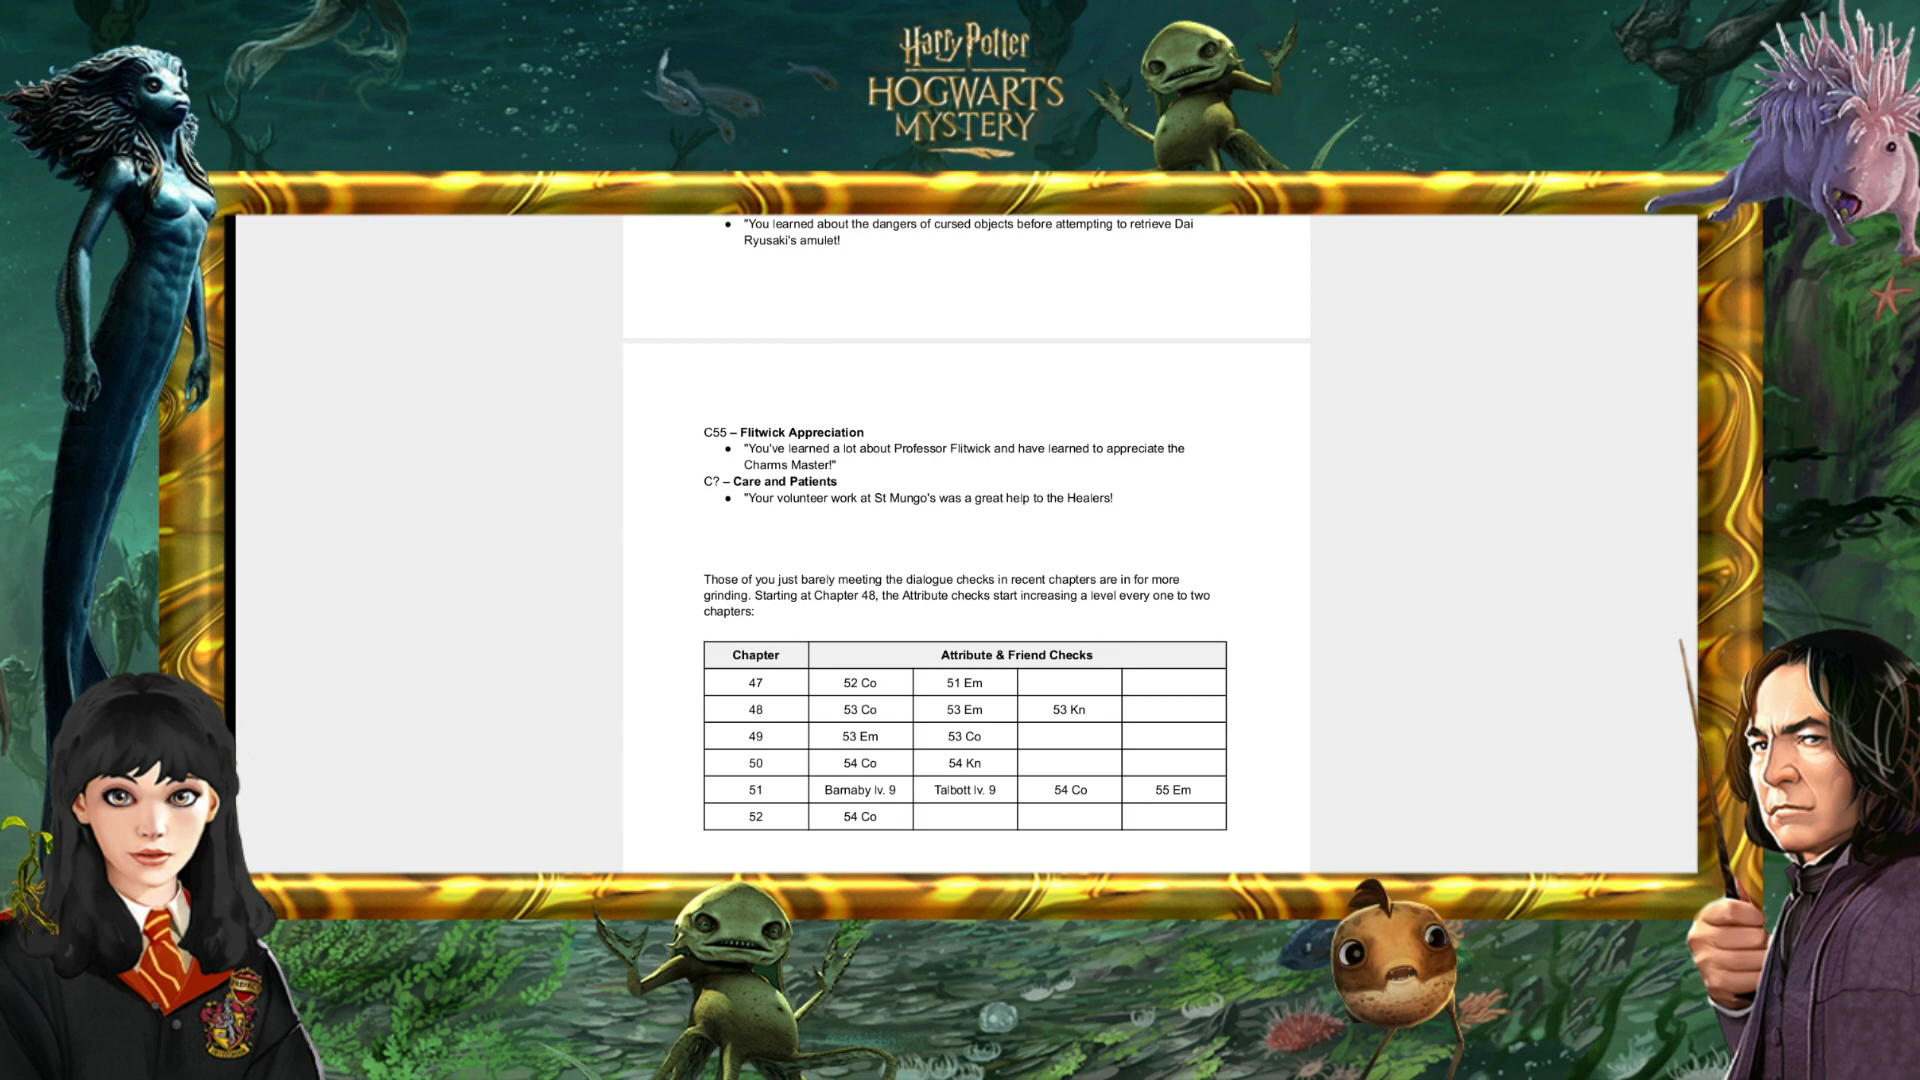 Harry Potter
HOGWARTS
MYSTERY
● "You learned about the dangers of cursed objects before attempting to retrieve Dai
Ryusaki's amulet!
C55 – Flitwick Appreciation
● "You've learned a lot about Professor Flitwick and have learned to appreciate the
Charms Master!"
C? – Care and Patients
● "Your volunteer work at St Mungo's was a great help to the Healers!
Those of you just barely meeting the dialogue checks in recent chapters are in for more
grinding. Starting at Chapter 48, the Attribute checks start increasing a level every one to two
chapters:
Chapter Attribute & Friend Checks
47 52 Co 51 Em
48 53 Co 53 Em 53 Kn
49 53 Em 53 Co
50 54 Co 54 Kn
51 Barnaby lv. 9 Talbott lv. 9 54 Co 55 Em
52 54 Co
PREFECT